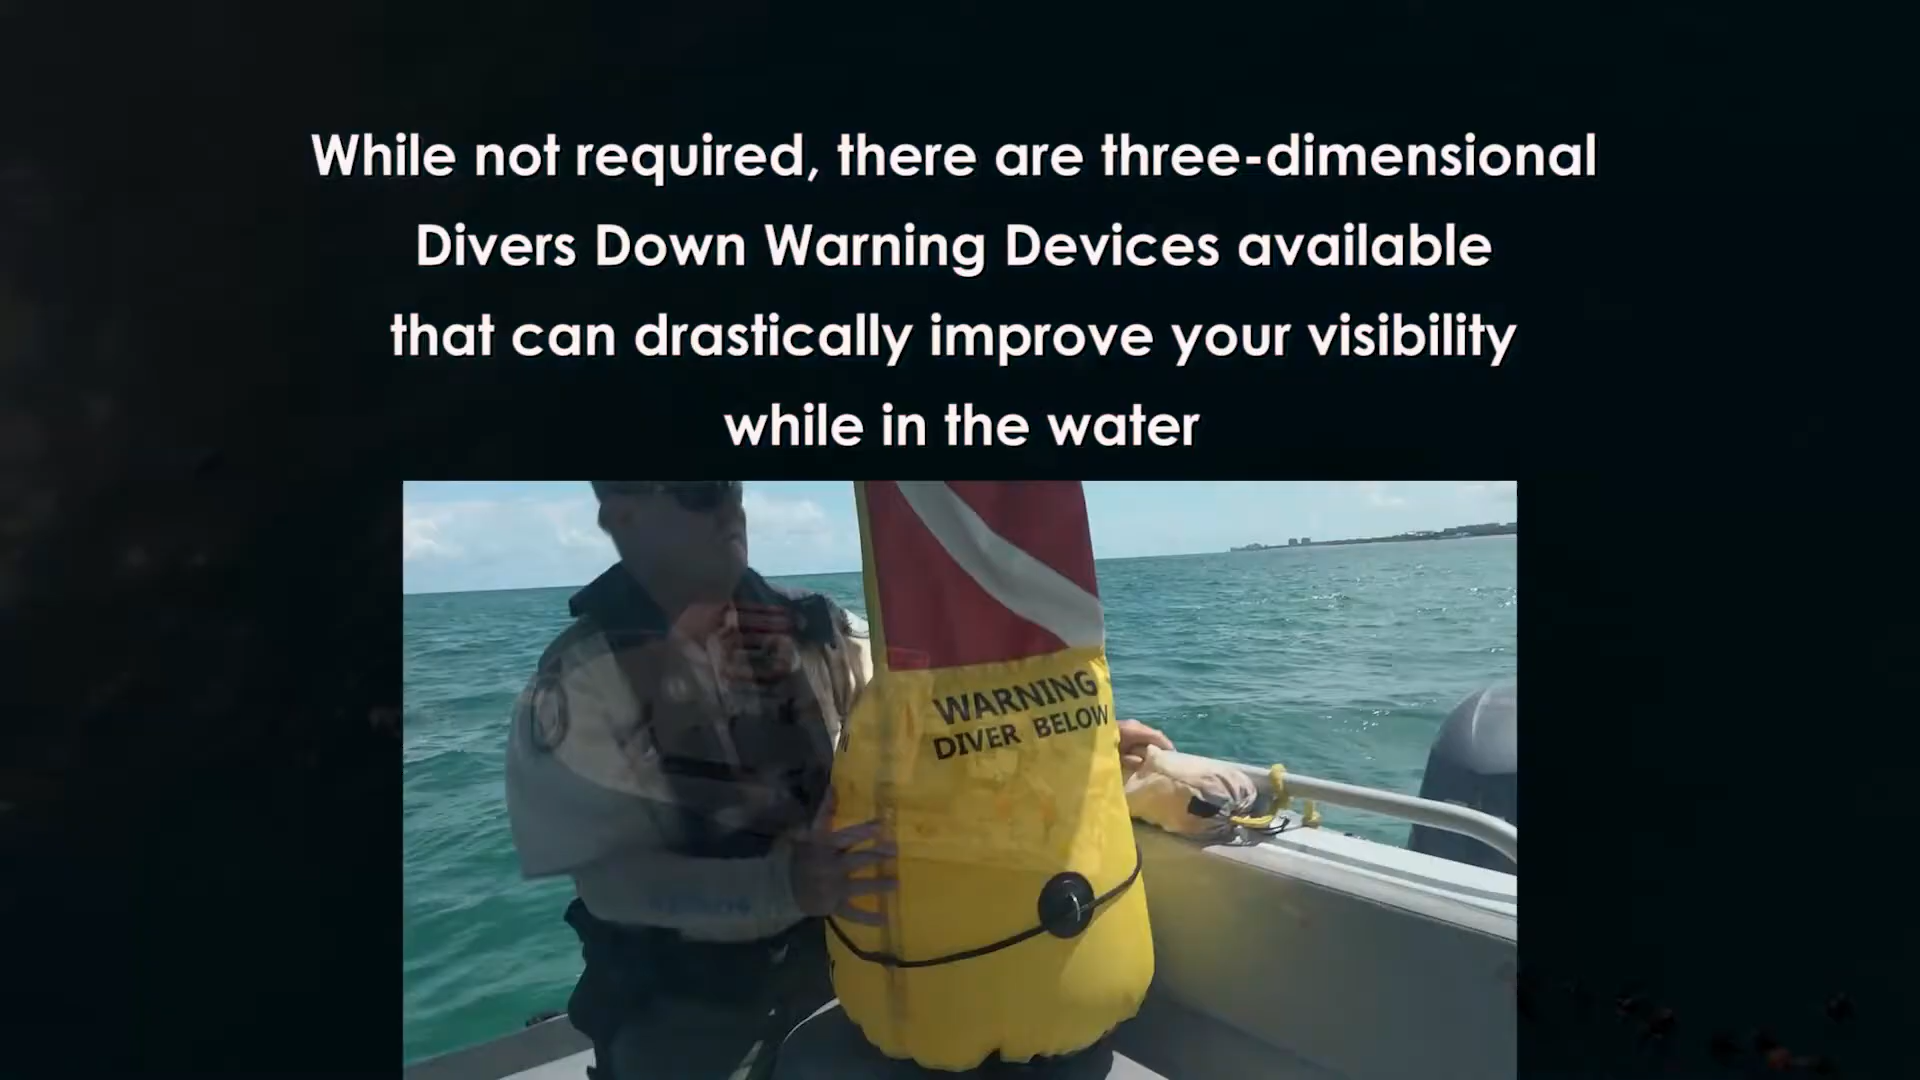 While not required, there are three-dimensional
Divers Down Warning Devices available
that can drastically improve your visibility
while in the water
WARNING
DIVER BELOW